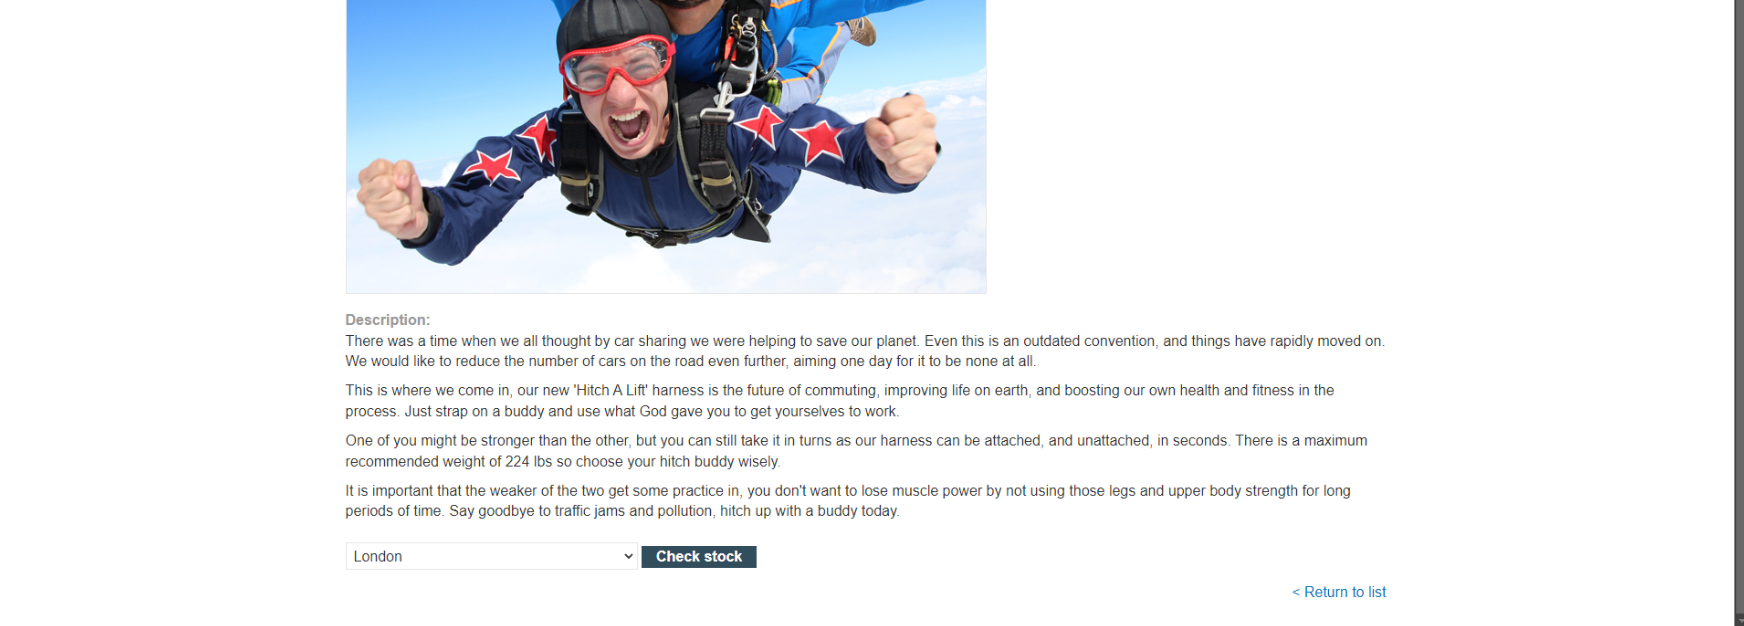 Description:
There was a time when we all thought by car sharing we were helping to save our planet. Even this is an outdated convention, and things have rapidly moved on.
We would like to reduce the number of cars on the road even further, aiming one day for it to be none at all.
This is where we come in, our new 'Hitch A Lift' harness is the future of commuting, improving life on earth, and boosting our own health and fitness in the
process. Just strap on a buddy and use what God gave you to get yourselves to work.
One of you might be stronger than the other, but you can still take it in turns as our harness can be attached, and unattached, in seconds. There is a maximum
recommended weight of 224 lbs so choose your hitch buddy wisely.
It is important that the weaker of the two get some practice in, you don't want to lose muscle power by not using those legs and upper body strength for long
periods of time. Say goodbye to traffic jams and pollution, hitch up with a buddy today.
London
Check stock
< Return to list